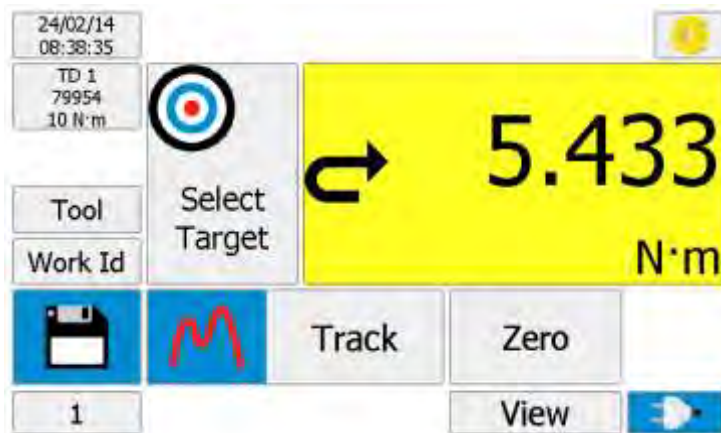 24/02/14
08:38:35
TD 1
79954
10 N·m
Select
Target
5.433
N·m
Tool
Work Id
Track
Zero
1
View